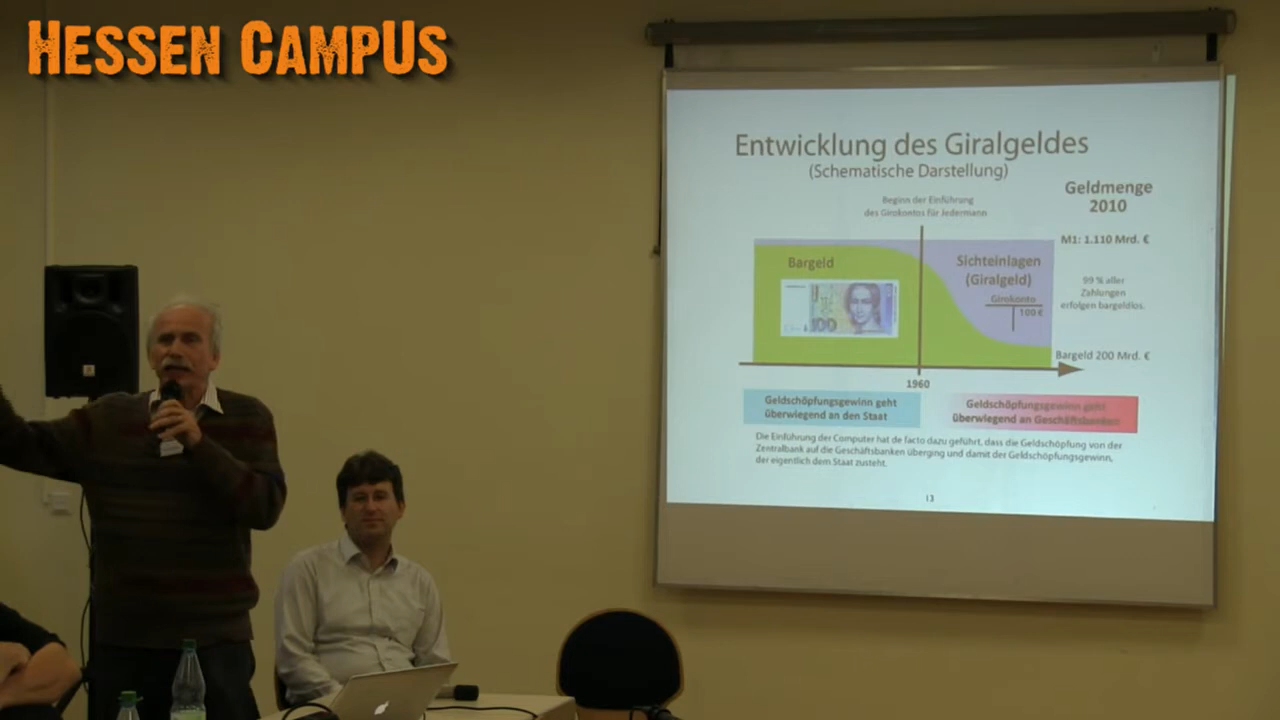 HESSEN CAMPUS
Entwicklung des Giralgeldes
(Schematische Darstellung)
Geldmenge
2010
Beginn der Einführung
des Girokontos für Jedermann
M1: 1.110 Mrd. €
Bargeld
Sichteinlagen
(Giralgeld)
Girokonto
100 €
100
99 % aller
Zahlungen
erfolgen bargeldlos.
Bargeld 200 Mrd. €
1960
Geldschöpfungsgewinn geht
überwiegend an den Staat
Geldschöpfungsgewinn geht
überwiegend an Geschäftsbanken
Die Einführung der Computer hat de facto dazu geführt, dass die Geldschöpfung von der
Zentralbank auf die Geschäftsbanken überging und damit der Geldschöpfungsgewinn,
der eigentlich dem Staat zusteht.
13